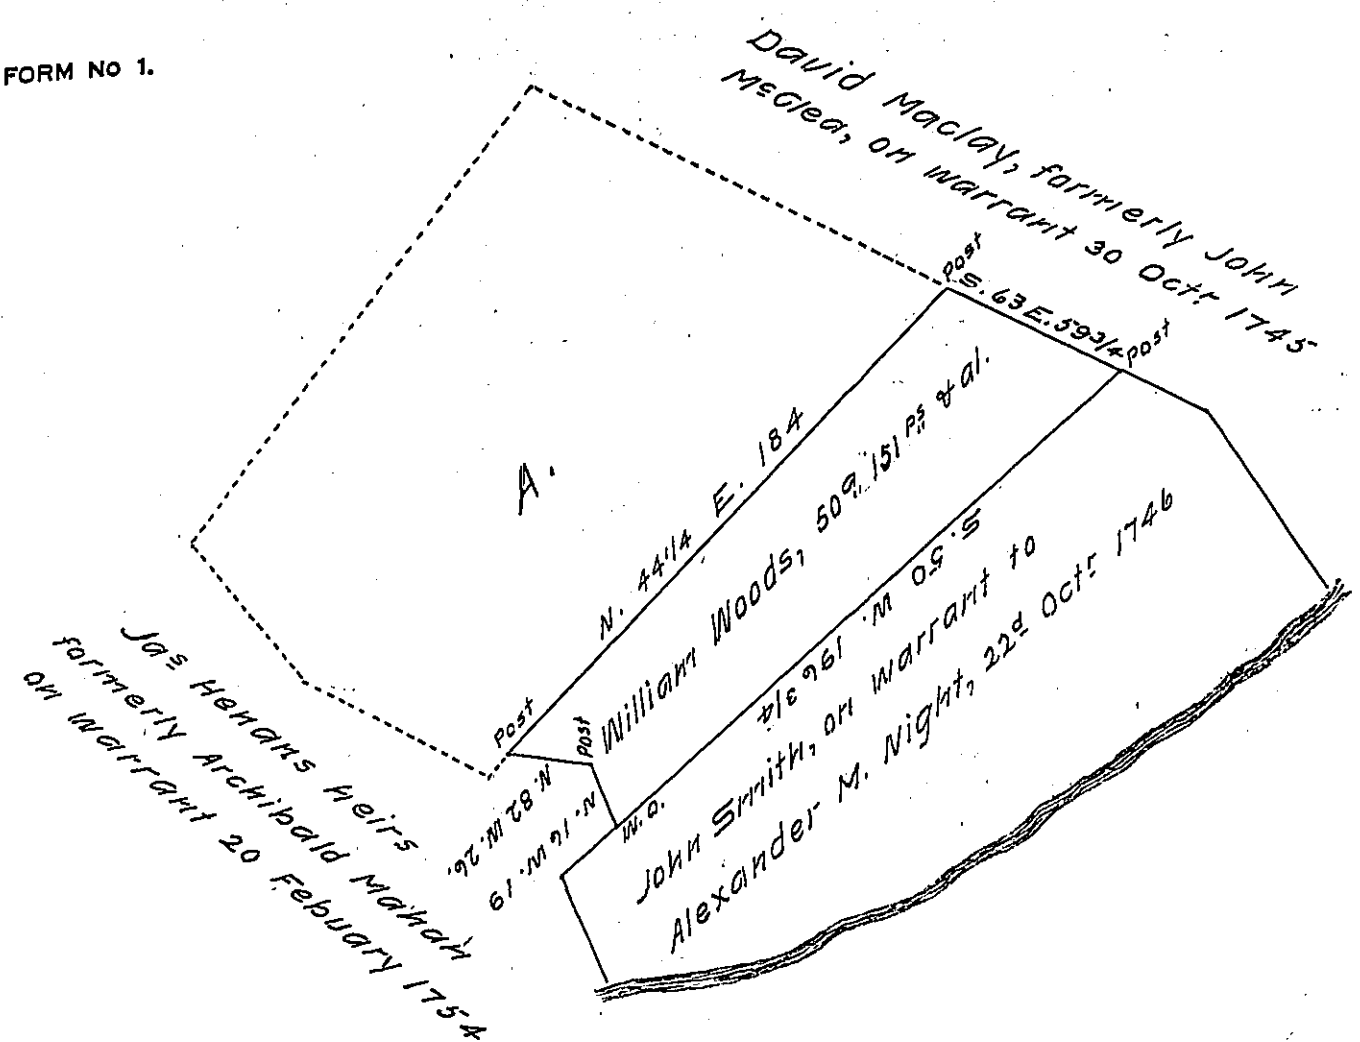 FORM No 1.
David Maclay, formerly John
McClea, on warrant 30 Octr 1745
Post
S. 63 E. 59 3/4
Post
A.
N. 44 1/4 E. 184
William Woods, 50a,, 151 Ps,, & al.
S. 50 W. 196 3/4
Post
Post
N. 82 W. 26.
N. 16 W. 19
W.O.
John Smith, on warrant to
Alexander M. Night, 22d Octr 1746
Jas Henans heirs
formerly Archibald Mahan
on warrant 20 Febuary 1754